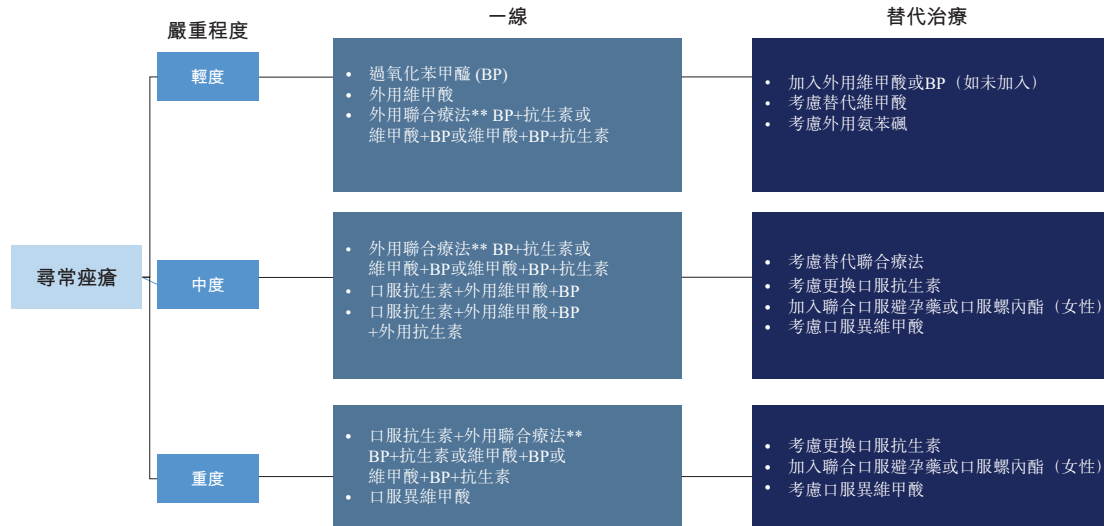 嚴重程度
一線
替代治療
尋常痤瘡
輕度
• 過氧化苯甲醯 (BP)
• 外用維甲酸
• 外用聯合療法** BP+抗生素或
維甲酸+BP或維甲酸+BP+抗生素
• 加入外用維甲酸或BP（如未加入）
• 考慮替代維甲酸
• 考慮外用氨苯碸
中度
• 外用聯合療法** BP+抗生素或
維甲酸+BP或維甲酸+BP+抗生素
• 口服抗生素+外用維甲酸+BP
• 口服抗生素+外用維甲酸+BP
+外用抗生素
• 考慮替代聯合療法
• 考慮更換口服抗生素
• 加入聯合口服避孕藥或口服螺內酯（女性）
• 考慮口服異維甲酸
重度
• 口服抗生素+外用聯合療法**
BP+抗生素或維甲酸+BP或
維甲酸+BP+抗生素
• 口服異維甲酸
• 考慮更換口服抗生素
• 加入聯合口服避孕藥或口服螺內酯（女性）
• 考慮口服異維甲酸